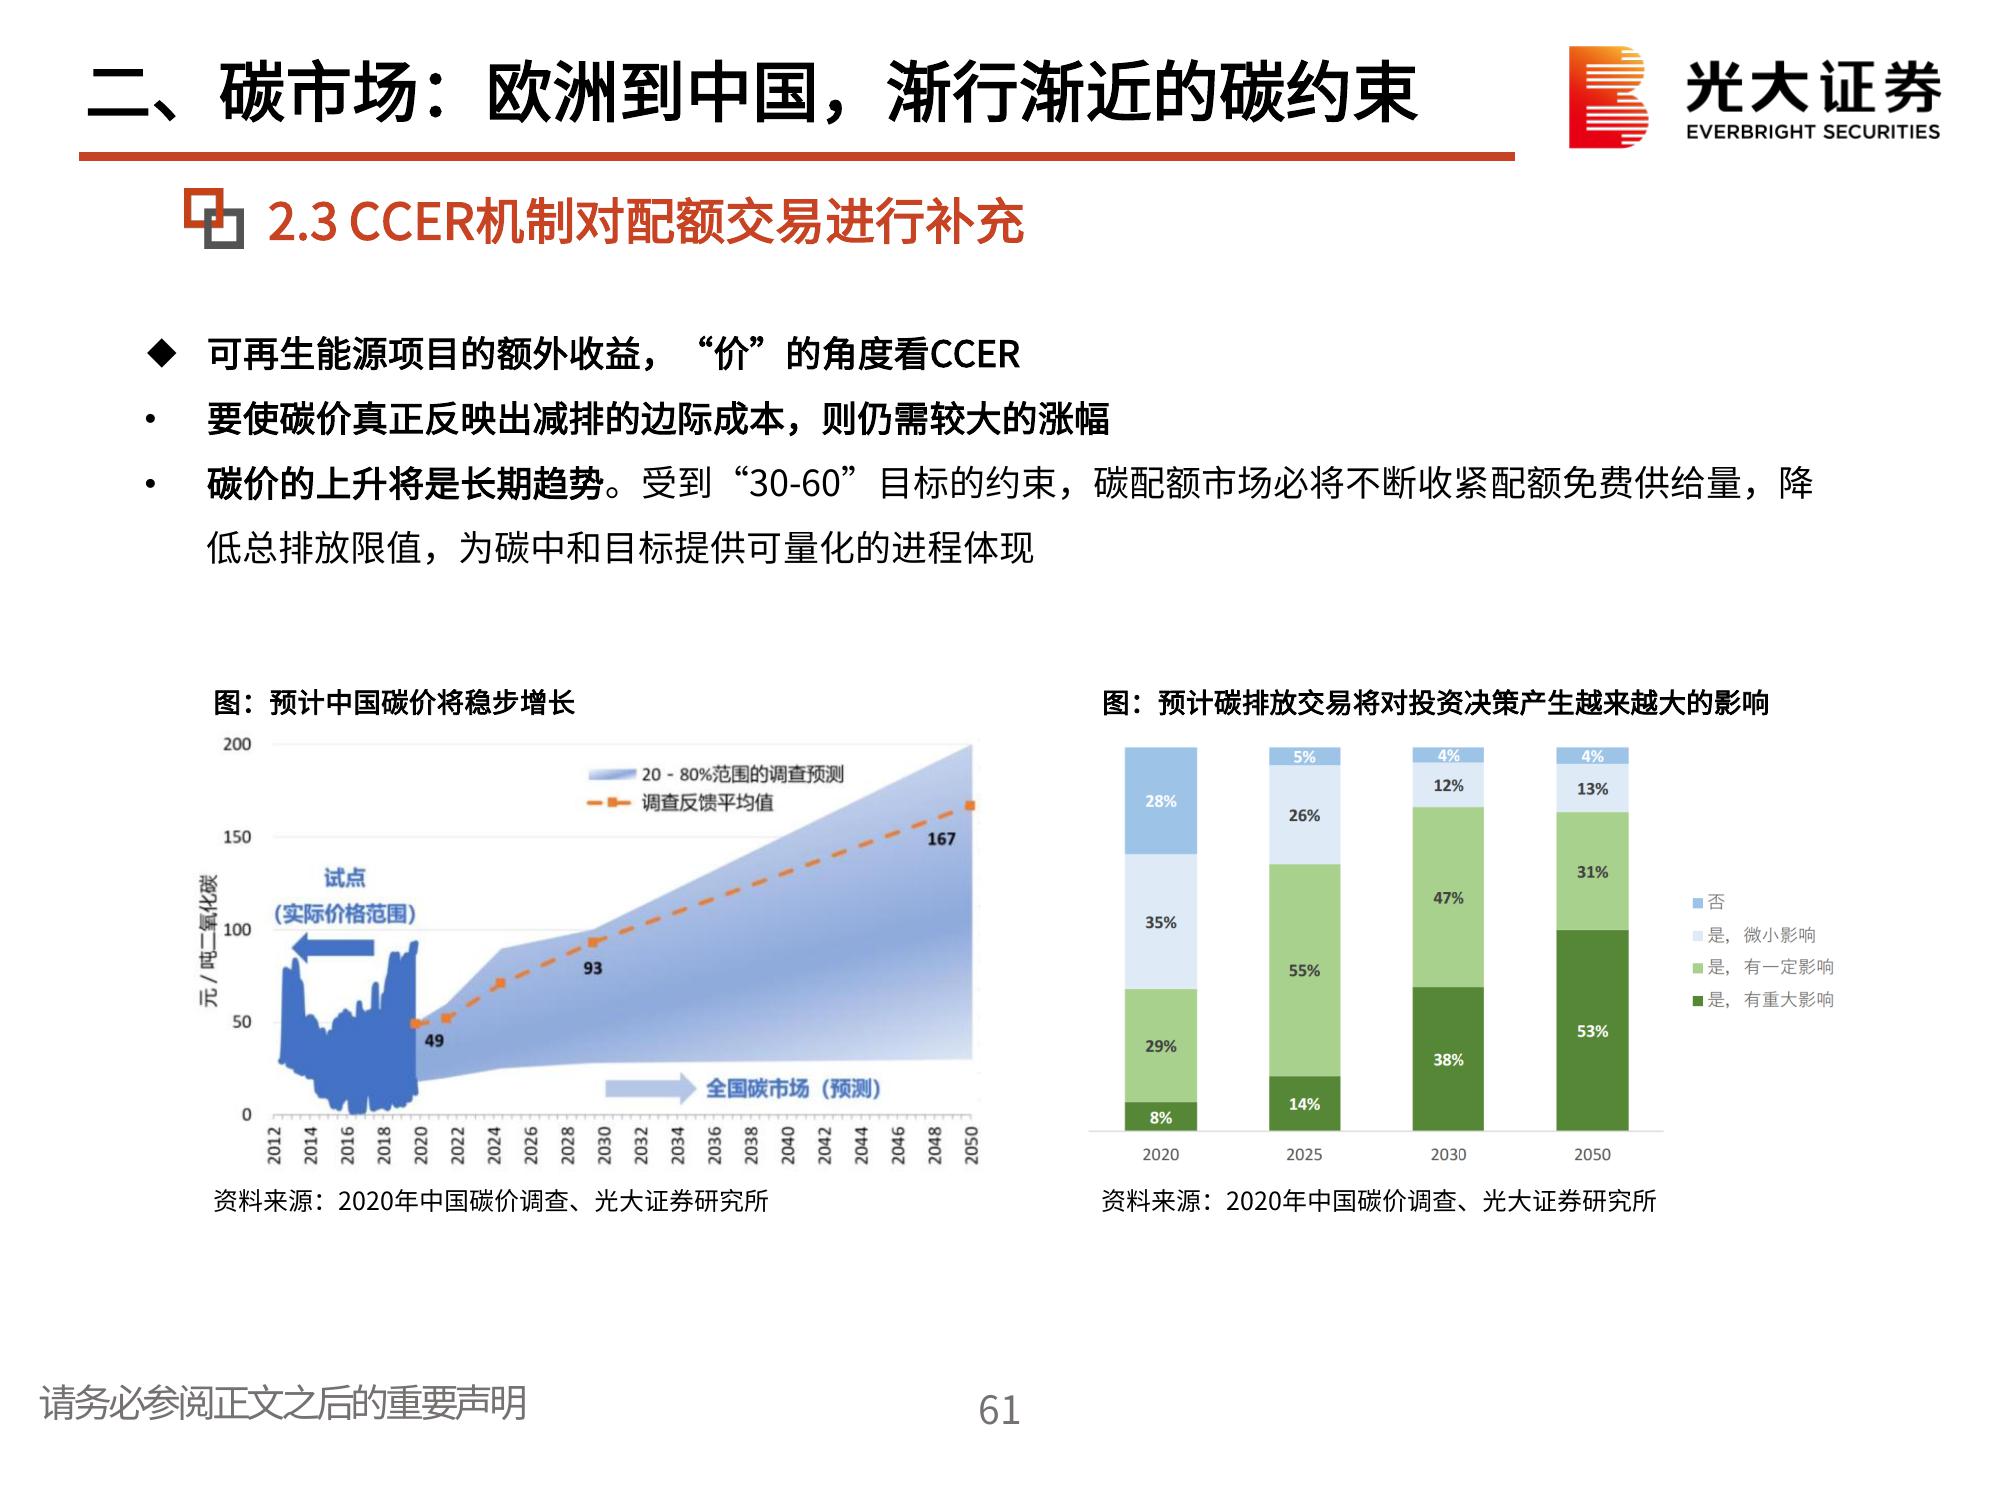 二、碳市场：欧洲到中国，渐行渐近的碳约束
光大证券
EVERBRIGHT SECURITIES
2.3 CCER机制对配额交易进行补充
◆ 可再生能源项目的额外收益，“价”的角度看CCER
• 要使碳价真正反映出减排的边际成本，则仍需较大的涨幅
• 碳价的上升将是长期趋势。受到“30-60”目标的约束，碳配额市场必将不断收紧配额免费供给量，降
低总排放限值，为碳中和目标提供可量化的进程体现
图：预计中国碳价将稳步增长
200
150
100
50
0
元 / 吨二氧化碳
20 - 80%范围的调查预测
调查反馈平均值
试点
(实际价格范围)
49
93
167
全国碳市场（预测）
2012 2014 2016 2018 2020 2022 2024 2026 2028 2030 2032 2034 2036 2038 2040 2042 2044 2046 2048 2050
资料来源：2020年中国碳价调查、光大证券研究所
图：预计碳排放交易将对投资决策产生越来越大的影响
28% 5% 4% 4%
35% 26% 12% 13%
29% 55% 47% 31%
8% 14% 38% 53%
2020 2025 2030 2050
否
是，微小影响
是，有一定影响
是，有重大影响
资料来源：2020年中国碳价调查、光大证券研究所
请务必参阅正文之后的重要声明
61